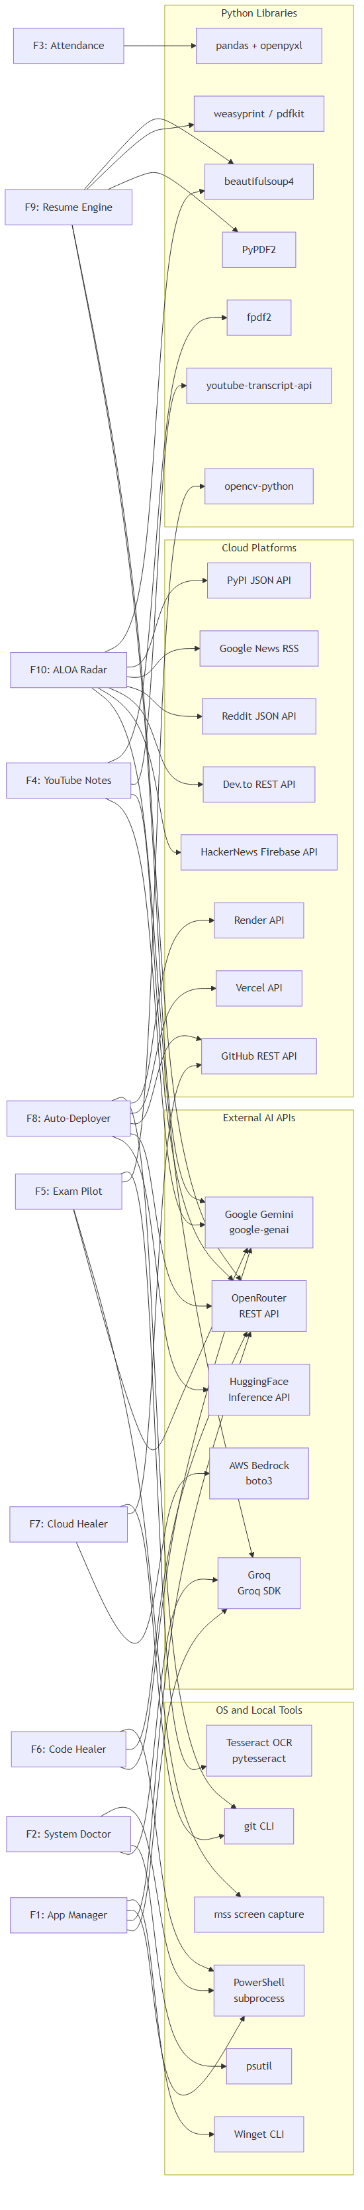 Python Libraries
F3: Attendance
pandas + openpyxl
weasyprint / pdfkit
beautifulsoup4
F9: Resume Engine
PyPDF2
fpdf2
youtube-transcript-api
opencv-python
Cloud Platforms
PyPI JSON API
Google News RSS
F10: ALOA Radar
Reddit JSON API
F4: YouTube Notes
Dev.to REST API
HackerNews Firebase API
Render API
Vercel API
GitHub REST API
External AI APIs
F8: Auto-Deployer
F5: Exam Pilot
Google Gemini
google-genai
OpenRouter
REST API
HuggingFace
Inference API
AWS Bedrock
boto3
F7: Cloud Healer
Groq
Groq SDK
OS and Local Tools
F6: Code Healer
Tesseract OCR
pytesseract
F2: System Doctor
git CLI
F1: App Manager
mss screen capture
PowerShell
subprocess
psutil
Winget CLI